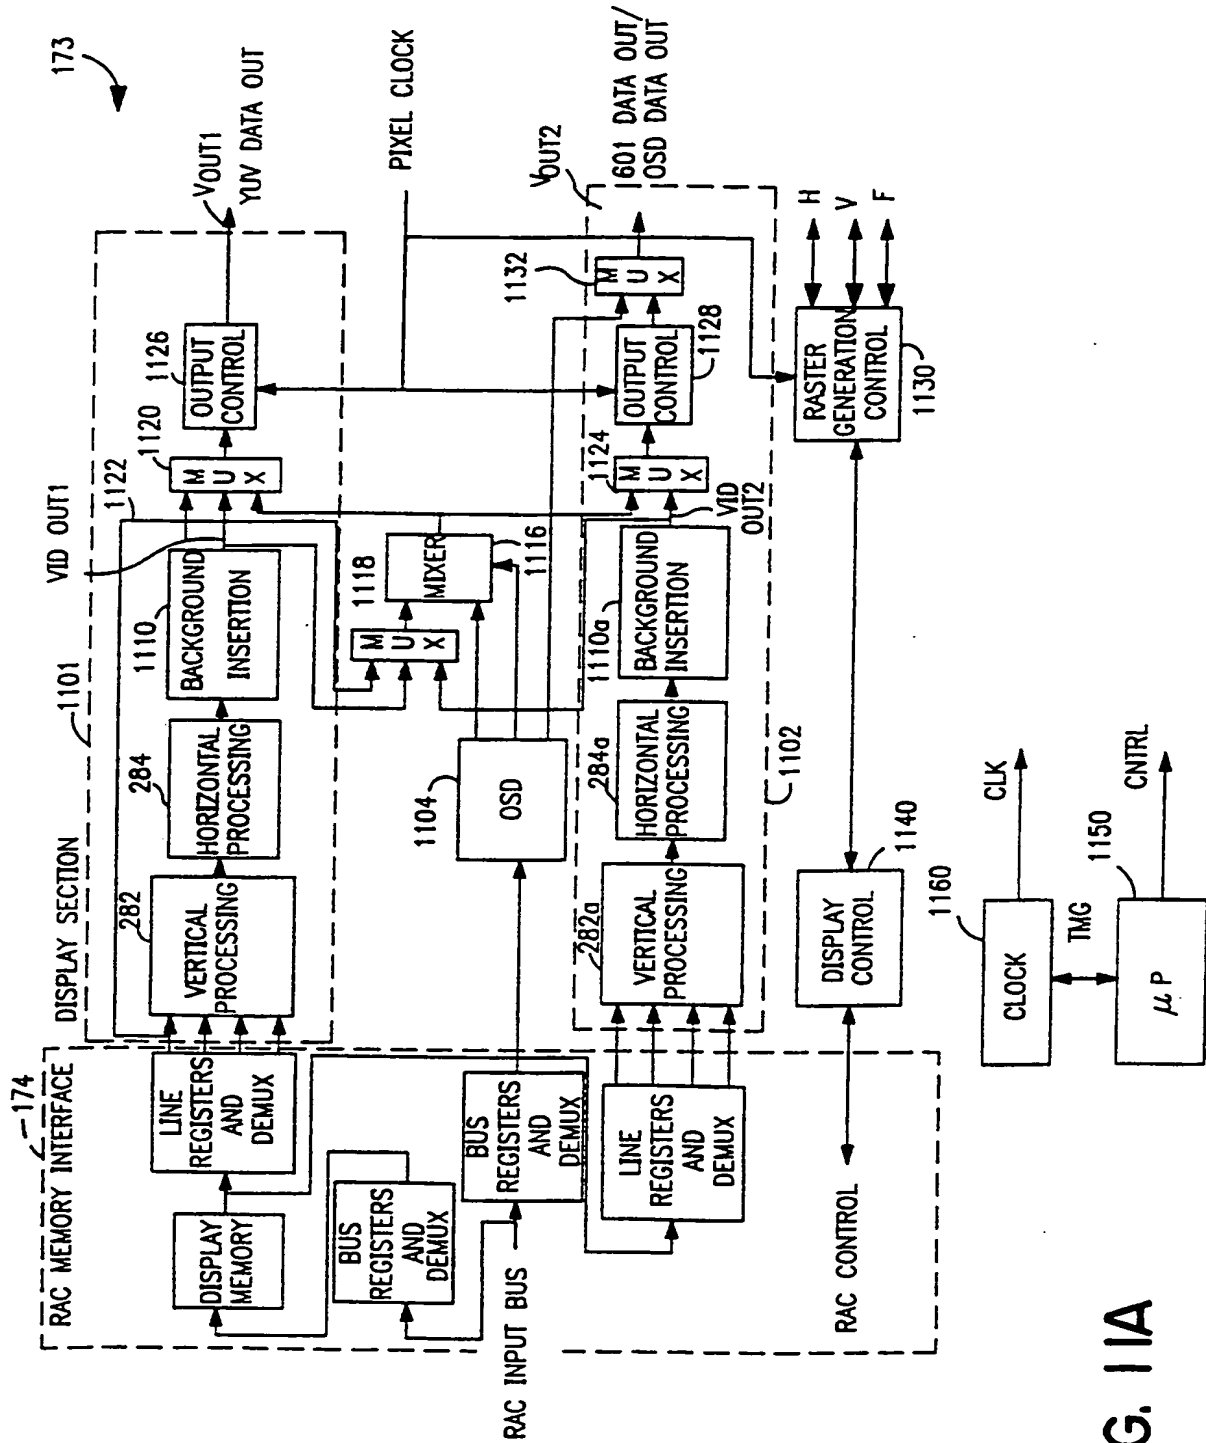 173
174
RAC MEMORY INTERFACE
DISPLAY SECTION
1101
VID OUT1
1122
1120
1126
VOUT1
YUV DATA OUT
DISPLAY
MEMORY
LINE
REGISTERS
AND
DEMUX
282
VERTICAL
PROCESSING
284
HORIZONTAL
PROCESSING
1110
BACKGROUND
INSERTION
M
U
X
OUTPUT
CONTROL
PIXEL CLOCK
BUS
REGISTERS
AND
DEMUX
1118
M
U
X
MIXER
1116
RAC INPUT BUS
BUS
REGISTERS
AND
DEMUX
1104
OSD
VOUT2
601 DATA OUT/
OSD DATA OUT
LINE
REGISTERS
AND
DEMUX
282a
VERTICAL
PROCESSING
284a
HORIZONTAL
PROCESSING
1110a
BACKGROUND
INSERTION
VID
OUT2
1124
M
U
X
OUTPUT
CONTROL
1128
1132
M
U
X
1102
RAC CONTROL
DISPLAY
CONTROL
1140
RASTER
GENERATION
CONTROL
1130
H
V
F
1160
CLOCK
CLK
TMG
μP
1150
CNTRL
G. 11A